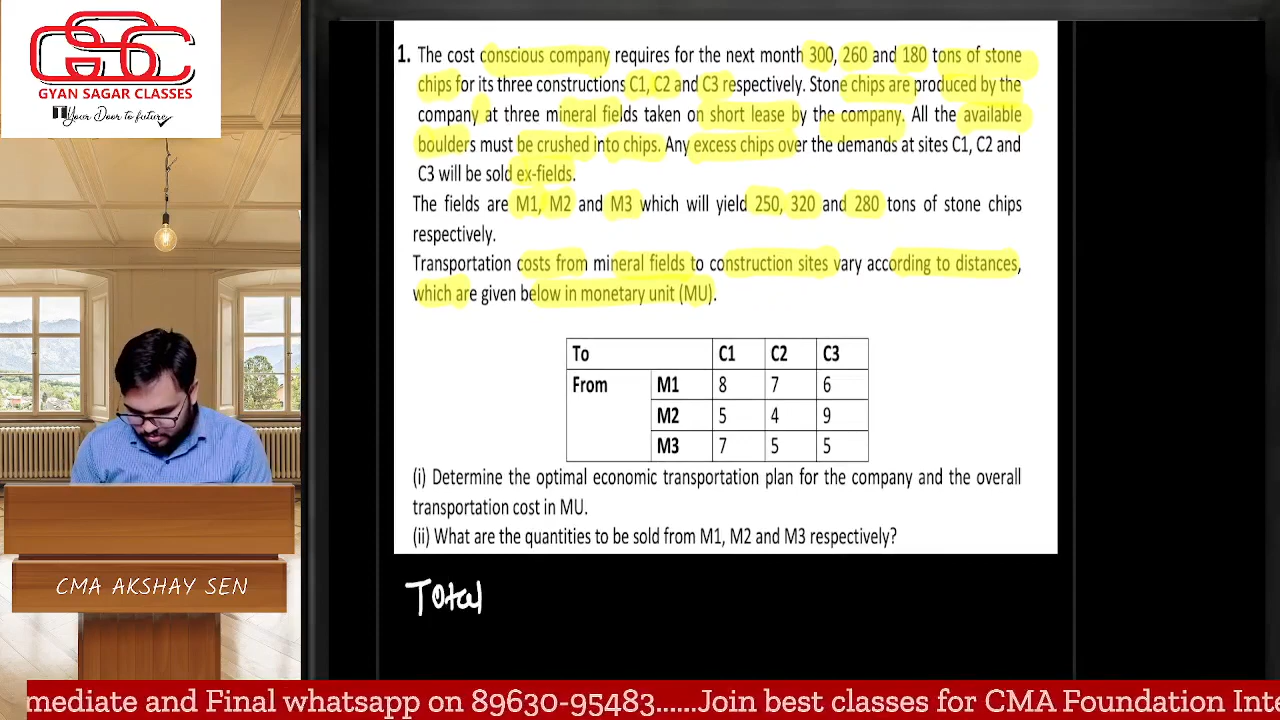 GSC
GYAN SAGAR CLASSES
Your Door to future
1. The cost conscious company requires for the next month 300, 260 and 180 tons of stone
chips for its three constructions C1, C2 and C3 respectively. Stone chips are produced by the
company at three mineral fields taken on short lease by the company. All the available
boulders must be crushed into chips. Any excess chips over the demands at sites C1, C2 and
C3 will be sold ex-fields.
The fields are M1, M2 and M3 which will yield 250, 320 and 280 tons of stone chips
respectively.
Transportation costs from mineral fields to construction sites vary according to distances,
which are given below in monetary unit (MU).
To C1 C2 C3
From M1 8 7 6
M2 5 4 9
M3 7 5 5
(i) Determine the optimal economic transportation plan for the company and the overall
transportation cost in MU.
(ii) What are the quantities to be sold from M1, M2 and M3 respectively?
CMA AKSHAY SEN
Total
mediate and Final whatsapp on 89630-95483......Join best classes for CMA Foundation Inte